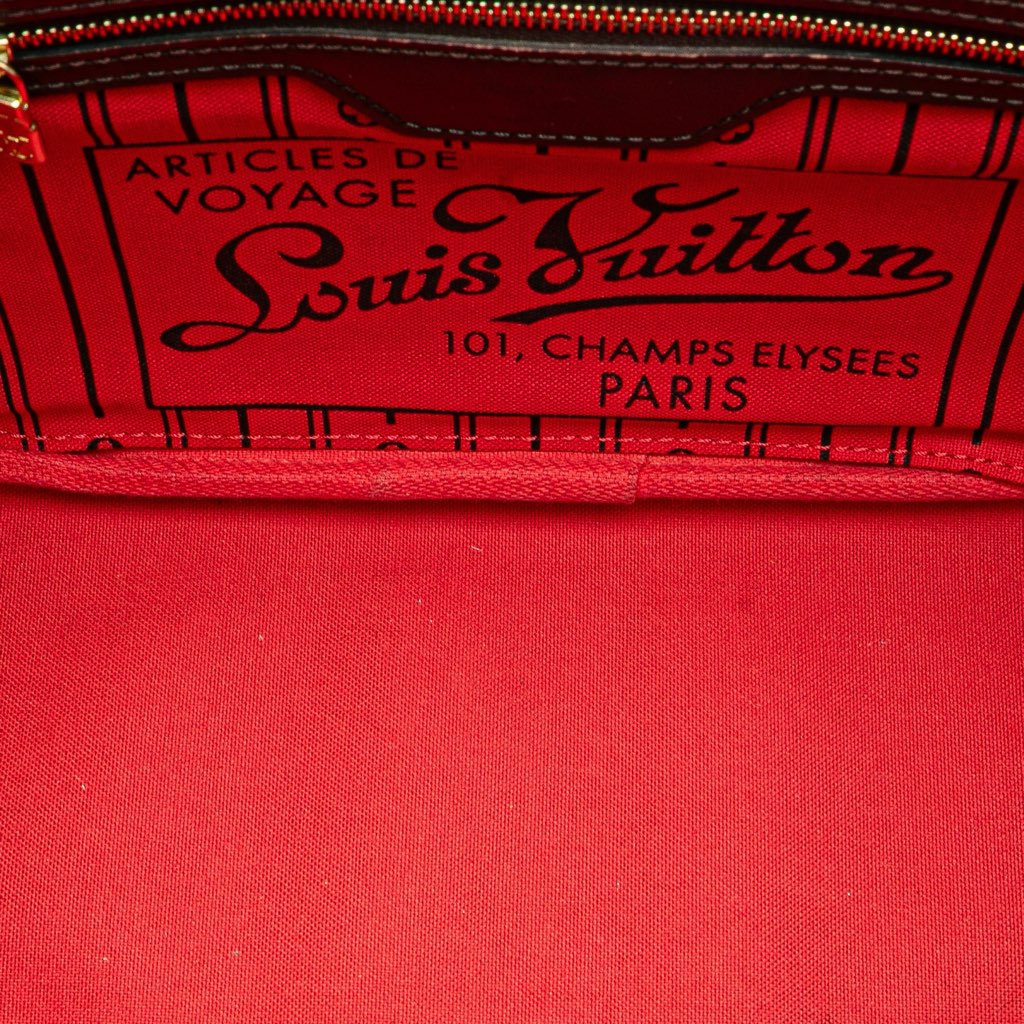 ARTICLES DE
VOYAGE
Louis Vuitton
101, CHAMPS ELYSEES
PARIS